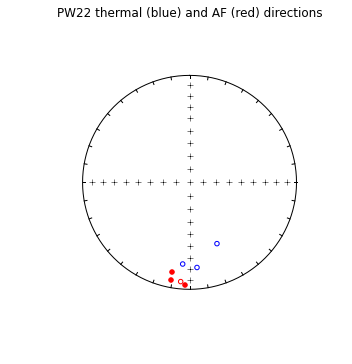 PW22 thermal (blue) and AF (red) directions